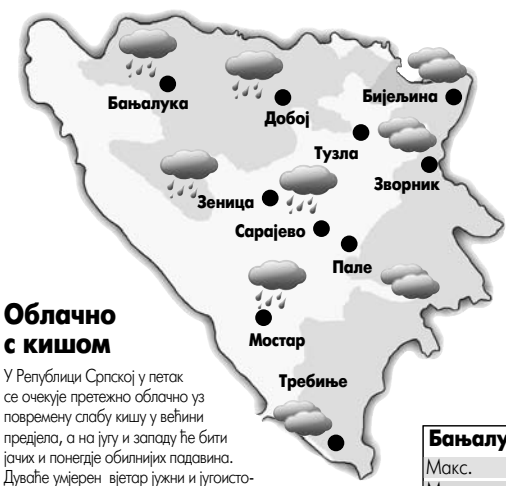 Бањалука
Добој
Бијељина
Тузла
Зворник
Зеница
Сарајево
Пале
Мостар
Требиње
Облачно
с кишом
У Републици Српској у петак
се очекује претежно облачно уз
повремену слабу кишу у већини
предјела, а на југу и западу ће бити
јачих и понегдје обилнијих падавина.
Дуваће умјерен вјетар јужни и југоисто-
Бањалу
Макс.